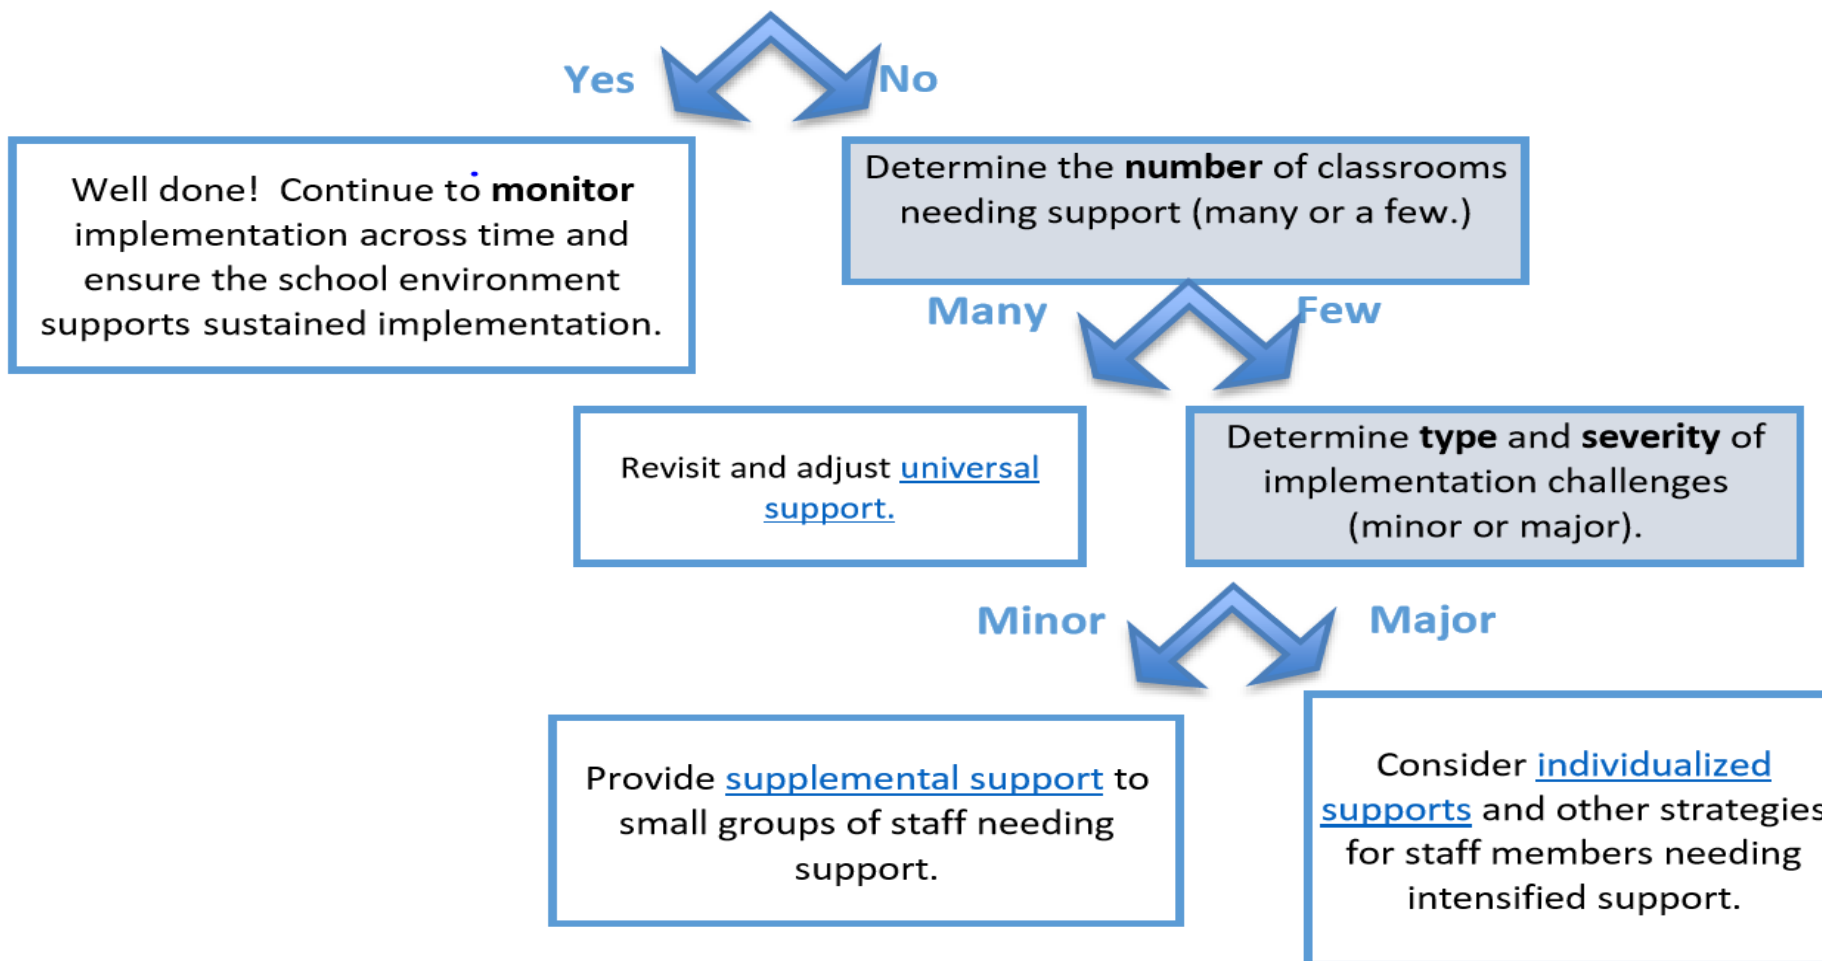 Yes
No
Well done!  Continue to monitor
implementation across time and
ensure the school environment
supports sustained implementation.
Determine the number of classrooms
needing support (many or a few.)
Many
Few
Revisit and adjust universal
support.
Determine type and severity of
implementation challenges
(minor or major).
Minor
Major
Provide supplemental support to
small groups of staff needing
support.
Consider individualized
supports and other strategies
for staff members needing
intensified support.